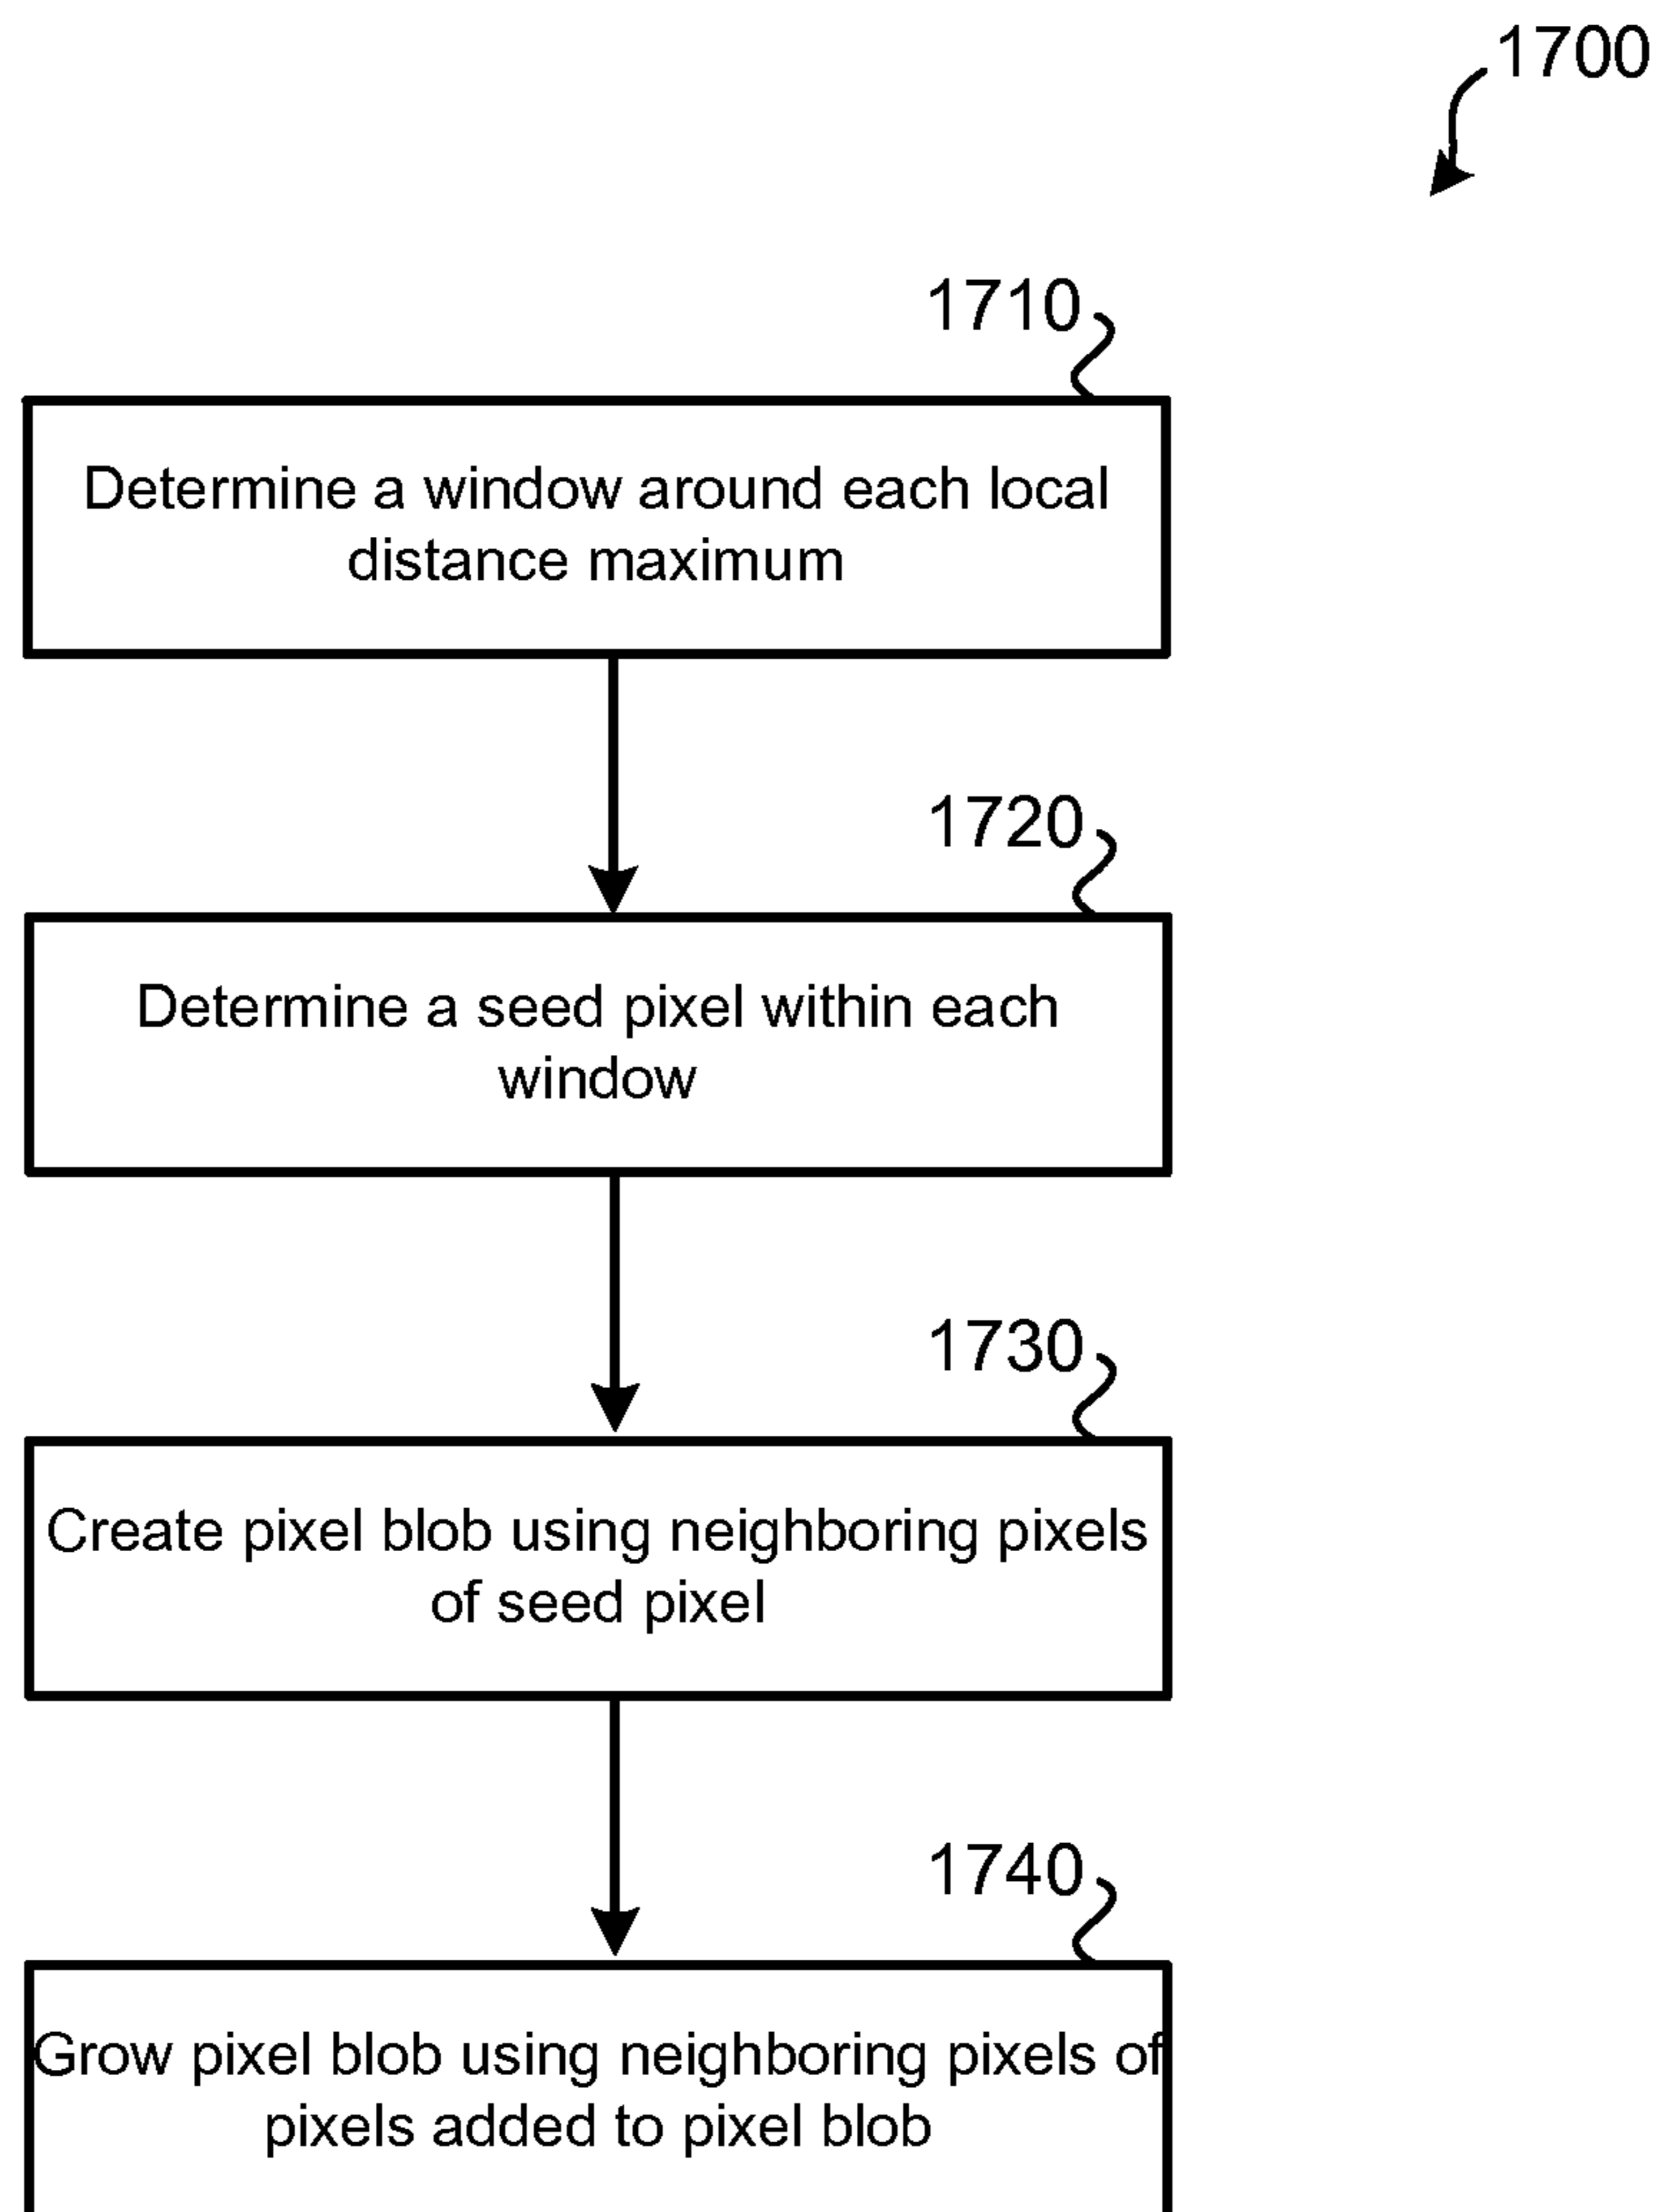 1700
1710
Determine a window around each local
distance maximum
1720
Determine a seed pixel within each
window
1730
Create pixel blob using neighboring pixels
of seed pixel
1740
Grow pixel blob using neighboring pixels of
pixels added to pixel blob